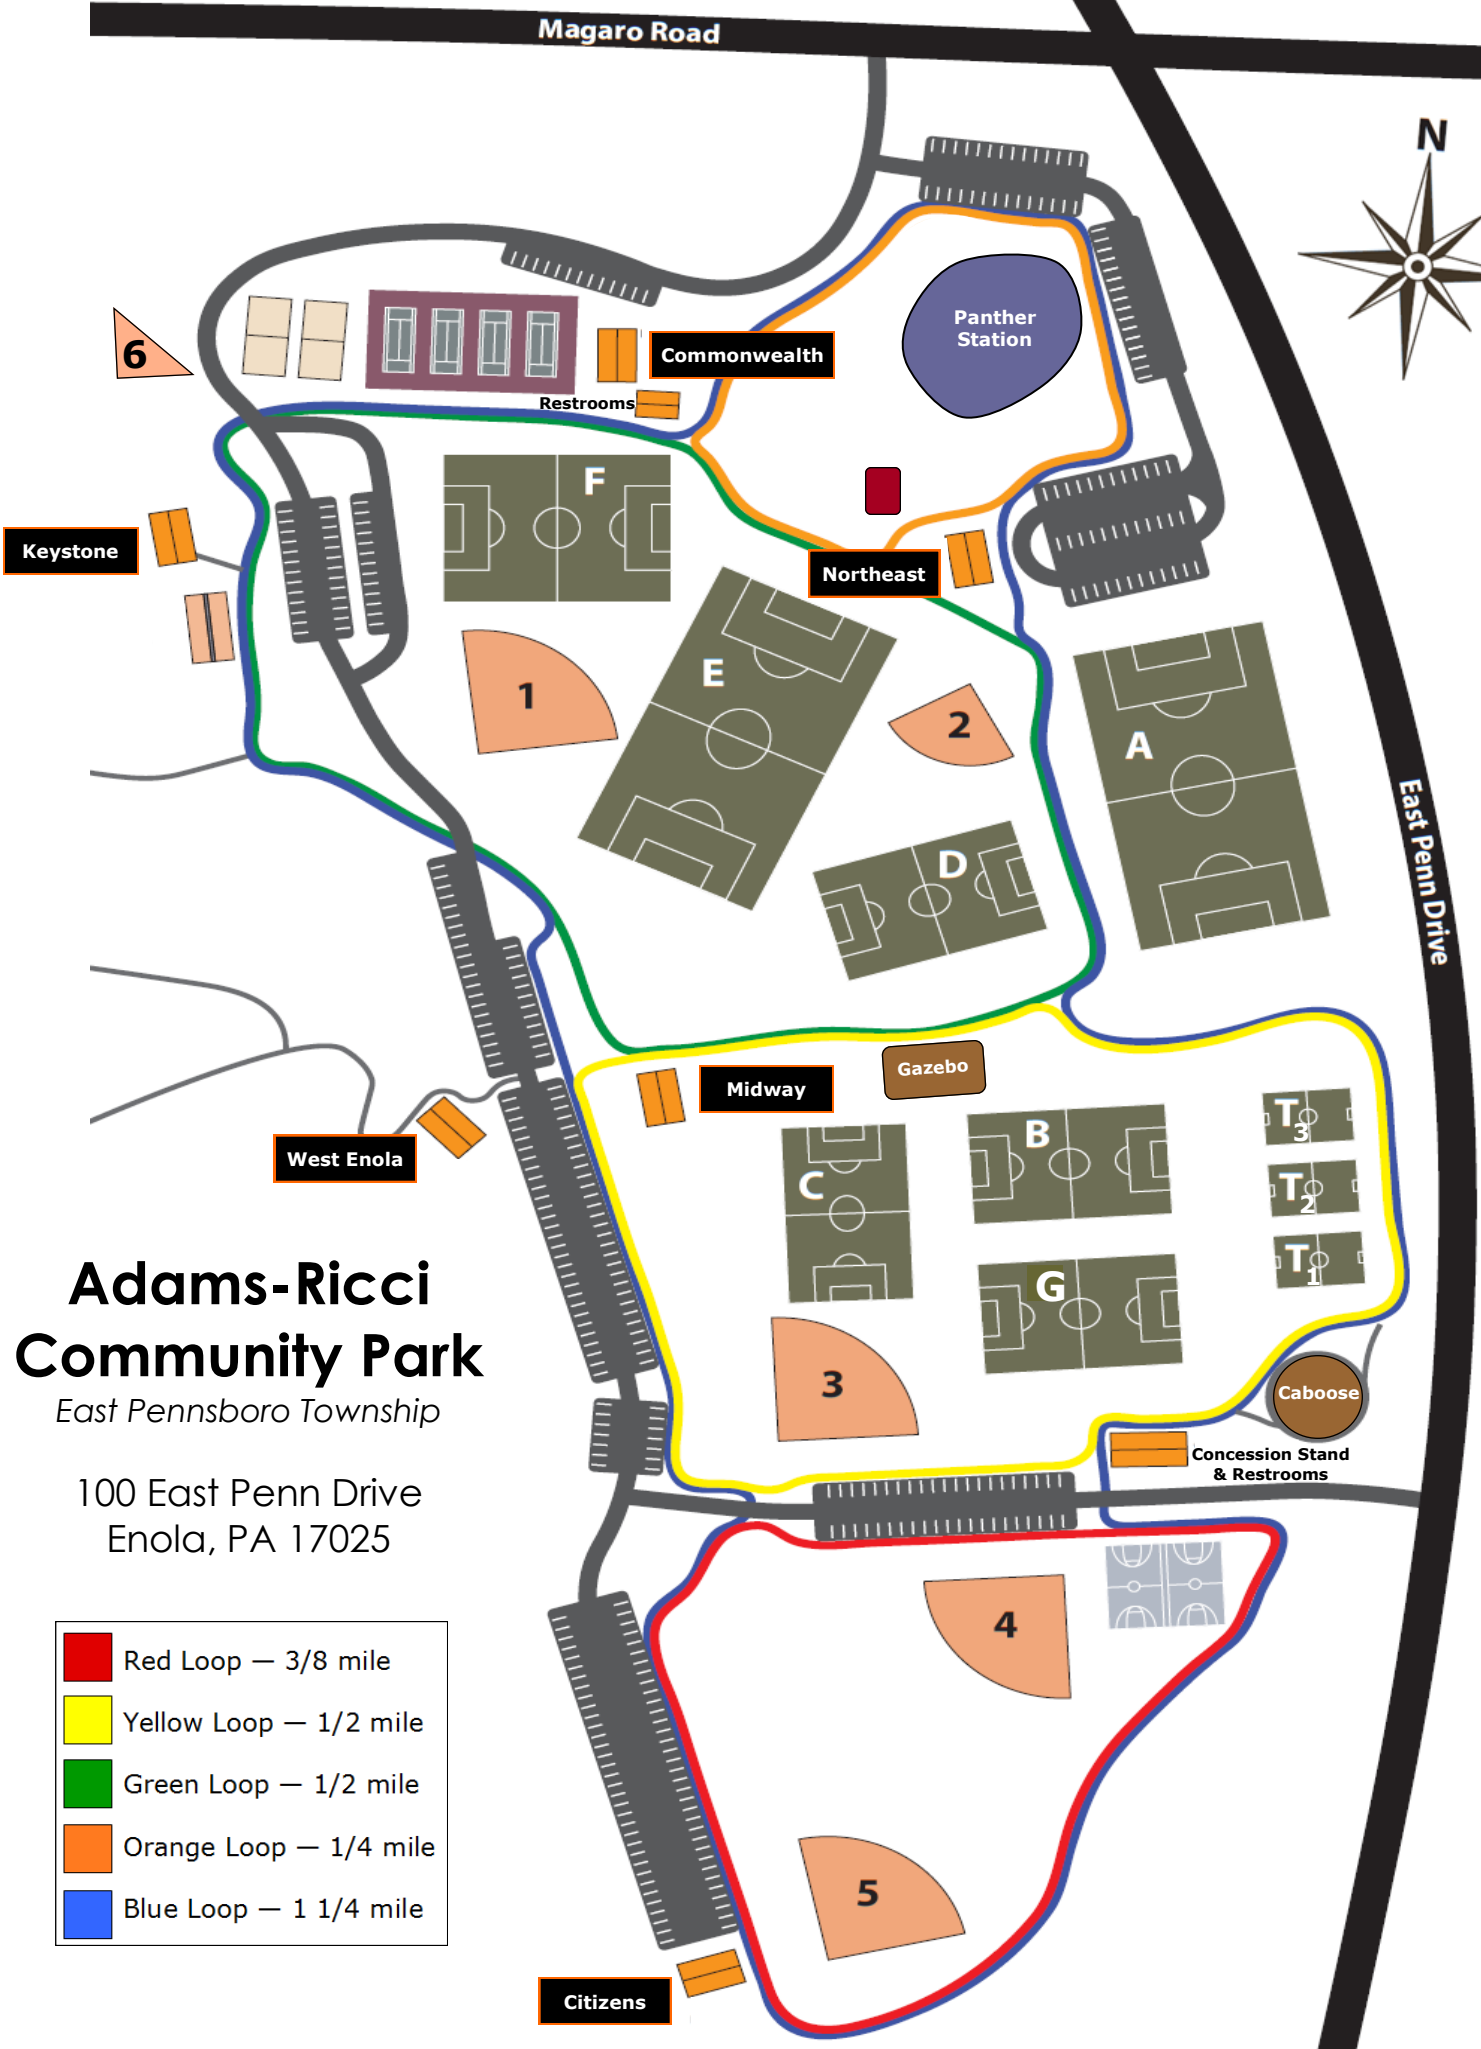 Magaro Road
N
Panther
Station
6
Commonwealth
Restrooms
F
Keystone
Northeast
1
E
2
A
D
East Penn Drive
Gazebo
Midway
West Enola
B
C
T3
T2
T1
G
3
Caboose
Concession Stand
& Restrooms
Adams-Ricci
Community Park
East Pennsboro Township
100 East Penn Drive
Enola, PA 17025
4
5
Citizens
Red Loop — 3/8 mile
Yellow Loop — 1/2 mile
Green Loop — 1/2 mile
Orange Loop — 1/4 mile
Blue Loop — 1 1/4 mile